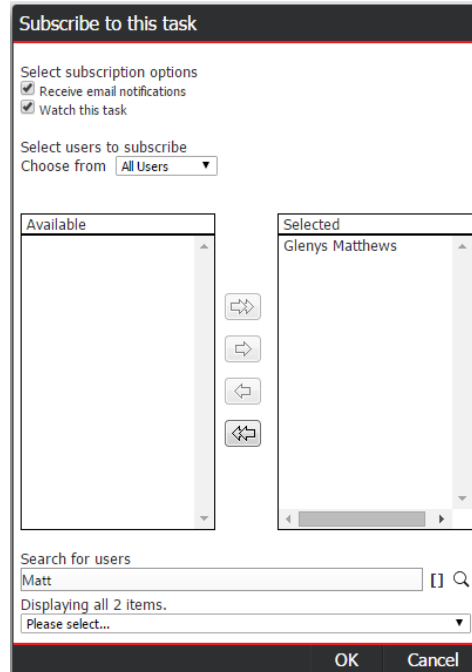 Subscribe to this task
Select subscription options
Receive email notifications
Watch this task
Select users to subscribe
Choose from All Users
Available
Selected
Glenys Matthews
Search for users
Matt
[]
Displaying all 2 items.
Please select...
OK Cancel